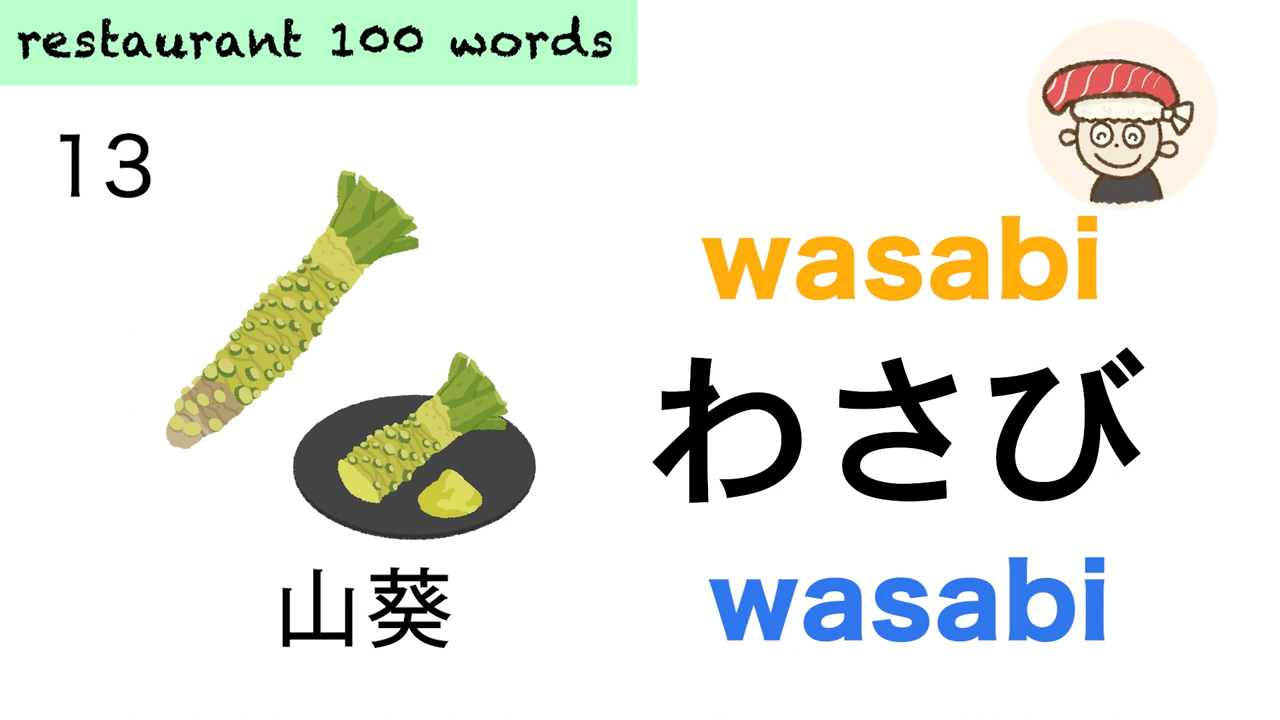 restaurant 100 words
13
wasabi
わさび
山葵
wasabi